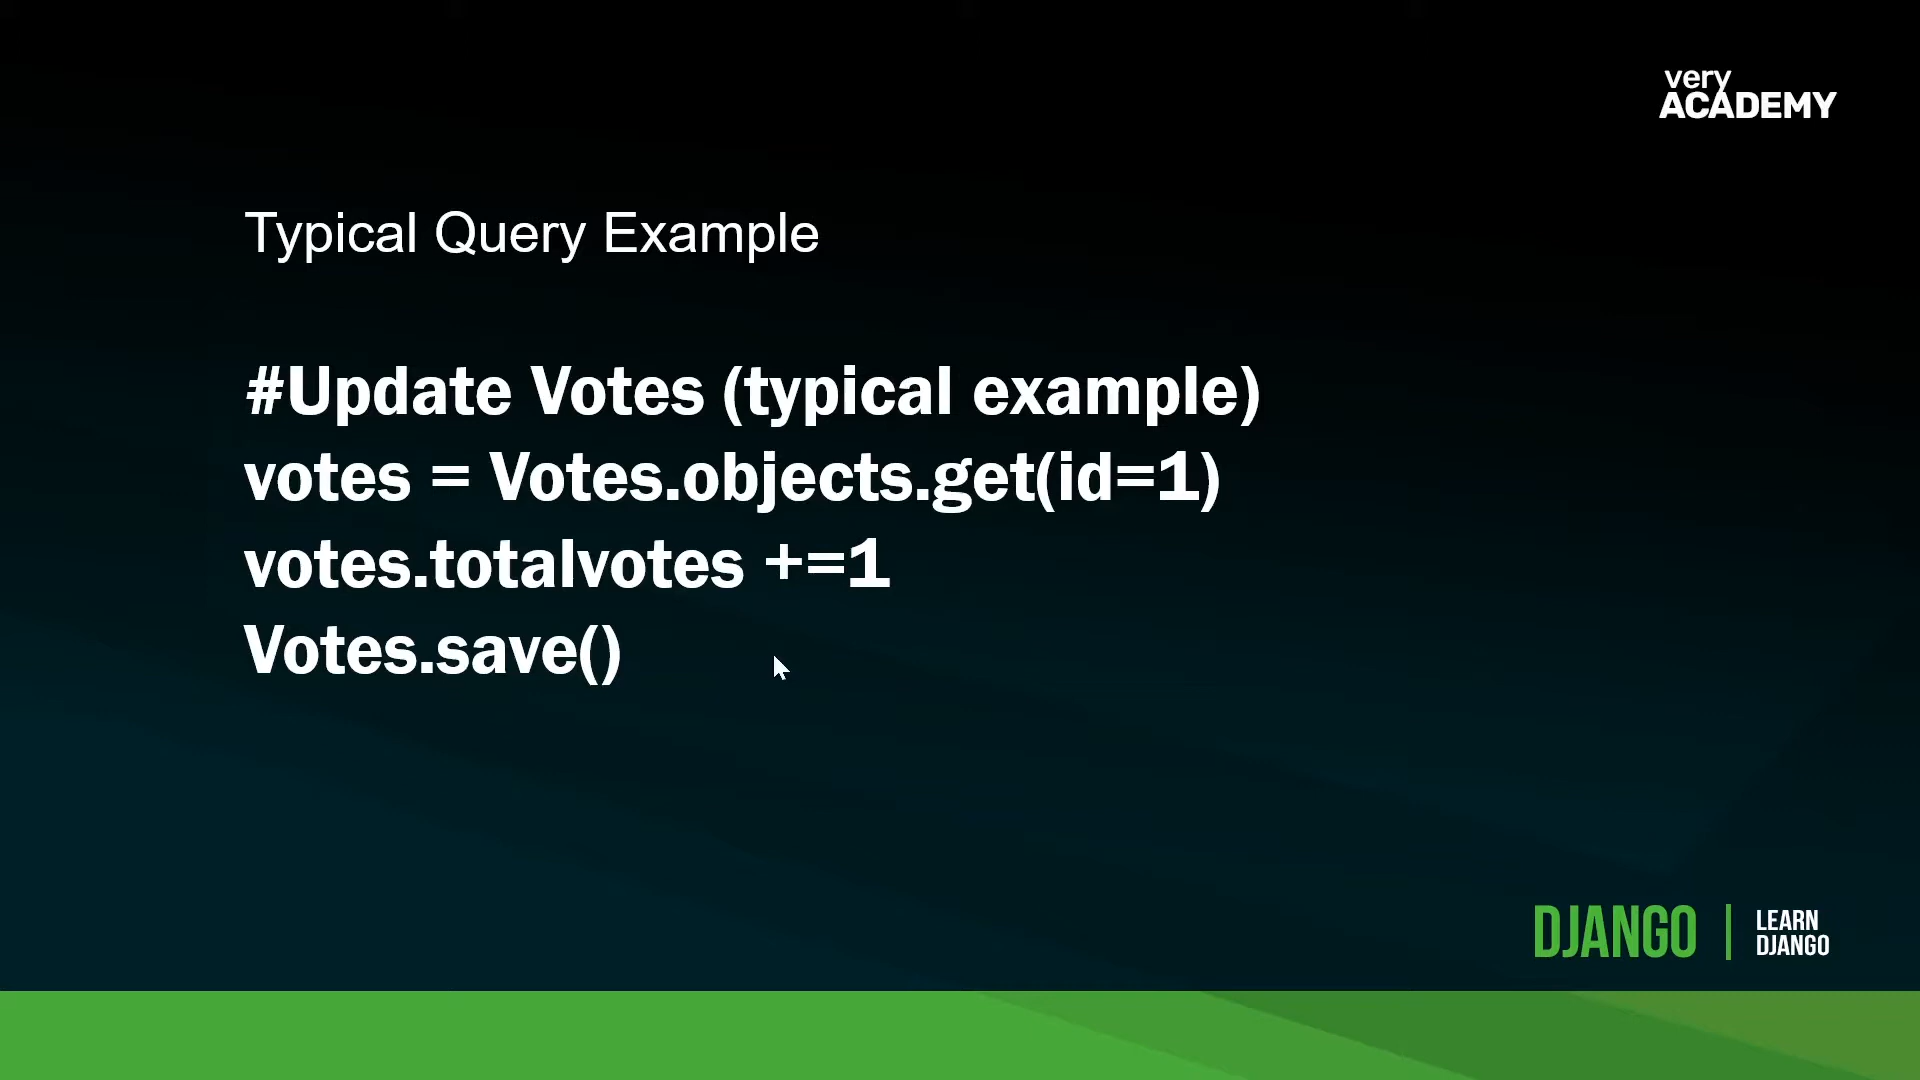 very
ACADEMY
Typical Query Example
#Update Votes (typical example)
votes = Votes.objects.get(id=1)
votes.totalvotes +=1
Votes.save()
DJANGO
LEARN
DJANGO